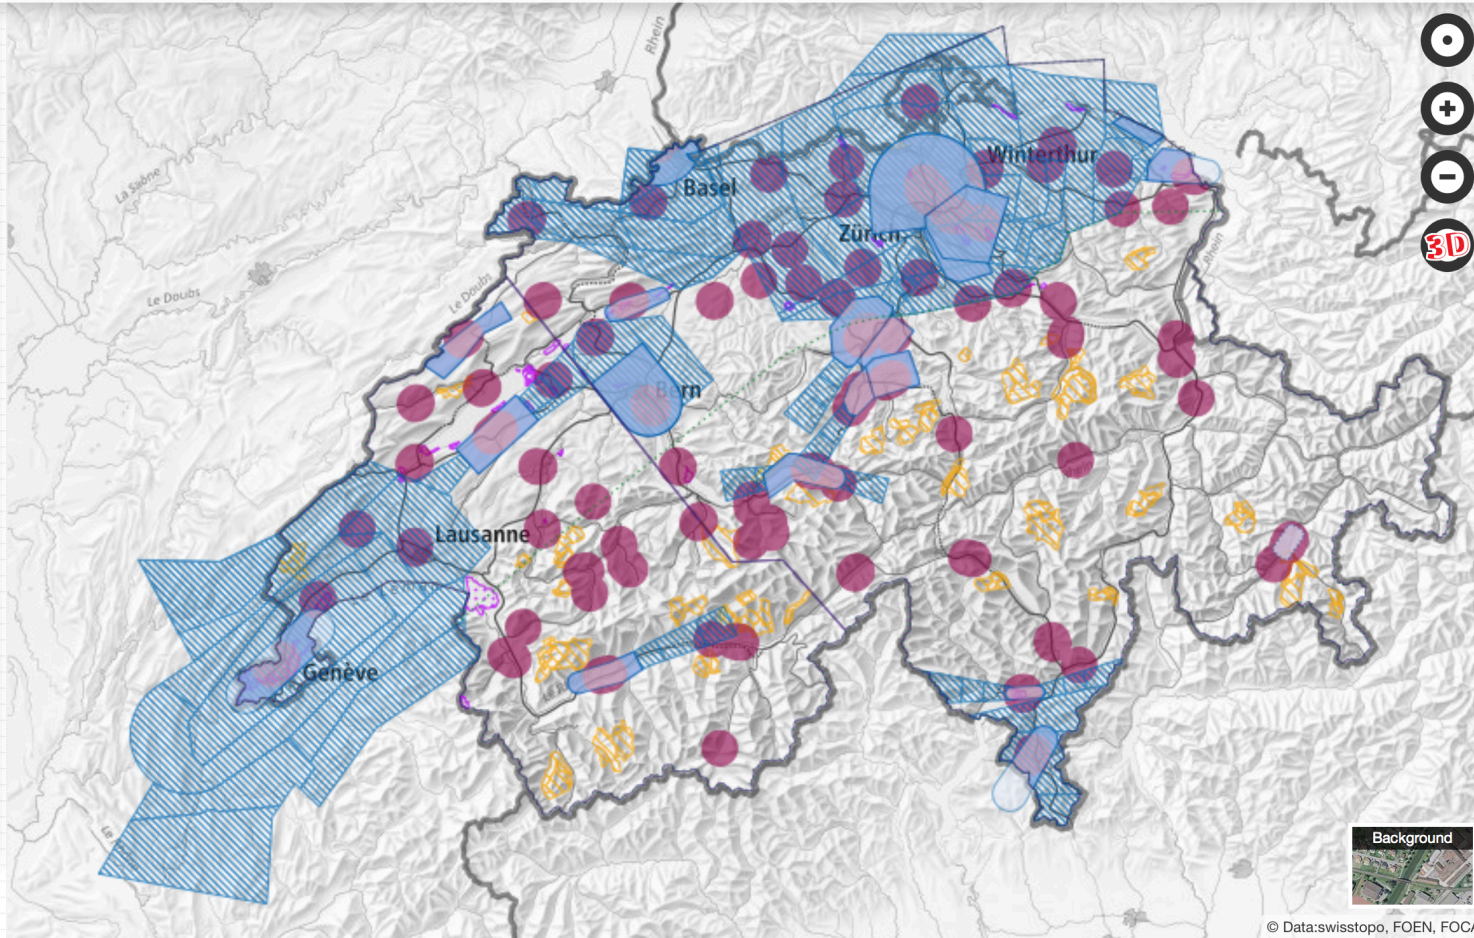 Rhein
La Saône
Basel
Winterthur
Zürich
Rhein
Le Doubs
Le Doubs
3D
Bern
Lausanne
Genève
Background
© Data:swisstopo, FOEN, FOCA